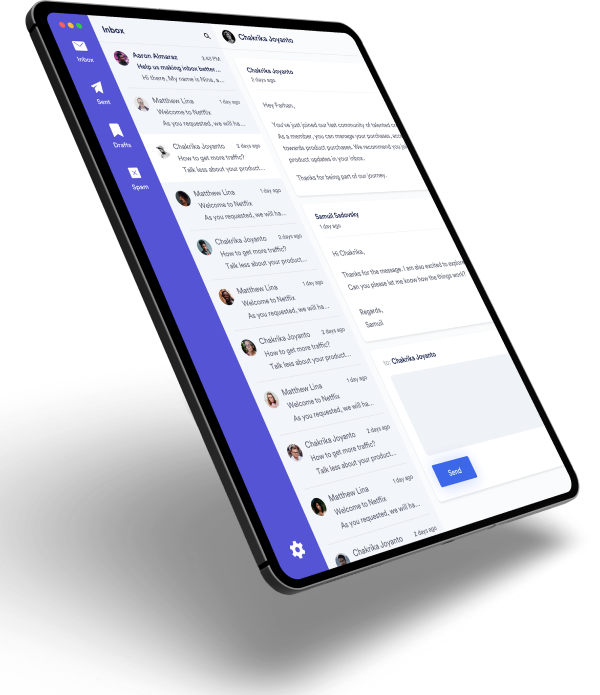 Inbox
Sent
Drafts
Spam
Inbox
Aaron Almaraz 3:40 PM
Help us making inbox better...
Hi there, My name is Nina, a...
Matthew Lina 1 day ago
Welcome to Netflix
As you requested, we will ha...
Chakrika Joyanto 2 days ago
How to get more traffic?
Talk less about your product...
Matthew Lina 1 day ago
Welcome to Netflix
As you requested, we will ha...
Chakrika Joyanto 2 days ago
How to get more traffic?
Talk less about your product...
Matthew Lina 1 day ago
Welcome to Netflix
As you requested, we will ha...
Chakrika Joyanto 2 days ago
How to get more traffic?
Talk less about your product...
Matthew Lina 1 day ago
Welcome to Netflix
As you requested, we will ha...
Chakrika Joyanto 2 days ago
How to get more traffic?
Talk less about your product...
Matthew Lina 1 day ago
Welcome to Netflix
As you requested, we will ha...
Chakrika Joyanto 2 days ago
Chakrika Joyanto
Chakrika Joyanto
2 days ago
Hey Farhan,
You've just joined our fast community of talented
As a member, you can manage your purchases,
towards product purchases. We recommend
product updates in your inbox.
Thanks for being part of our journey.
Samuil Sadovsky
1 day ago
Hi Chakrika,
Thanks for the message. I am also excited to
Can you please let me know how the things work?
Regards,
Samuil
to: Chakrika Joyanto
Send